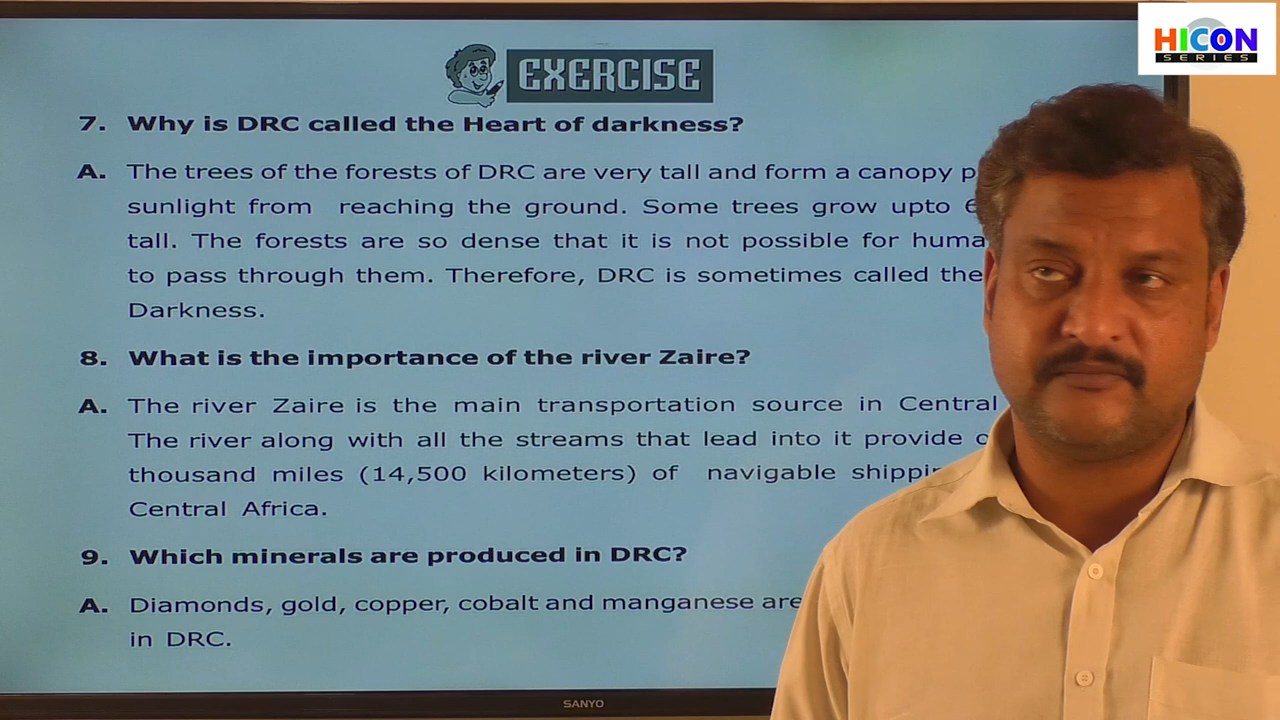 HICON
SERIES
EXERCISE
7. Why is DRC called the Heart of darkness?
A. The trees of the forests of DRC are very tall and form a canopy
sunlight from reaching the ground. Some trees grow upto
tall. The forests are so dense that it is not possible for
to pass through them. Therefore, DRC is sometimes called the
Darkness.
8. What is the importance of the river Zaire?
A. The river Zaire is the main transportation source in Central
The river along with all the streams that lead into it provide
thousand miles (14,500 kilometers) of navigable
Central Africa.
9. Which minerals are produced in DRC?
A. Diamonds, gold, copper, cobalt and manganese are
in DRC.
SANYO